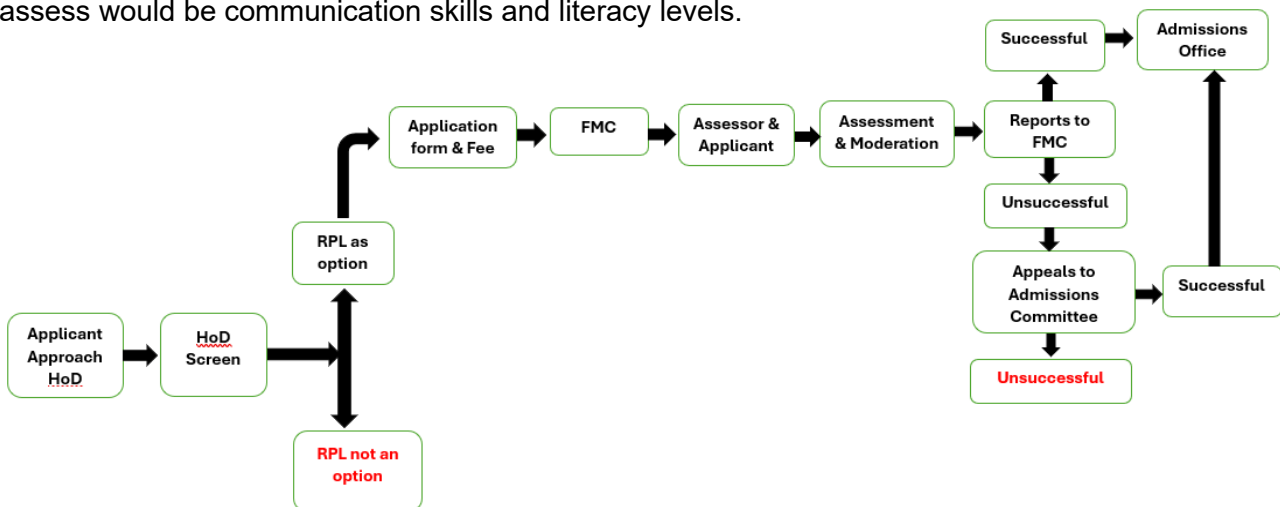 assess would be communication skills and literacy levels.
Applicant
Approach
HoD
HoD
Screen
RPL as
option
RPL not an
option
Application
form & Fee
FMC
Assessor &
Applicant
Assessment
& Moderation
Reports to
FMC
Successful
Admissions
Office
Unsuccessful
Appeals to
Admissions
Committee
Successful
Unsuccessful